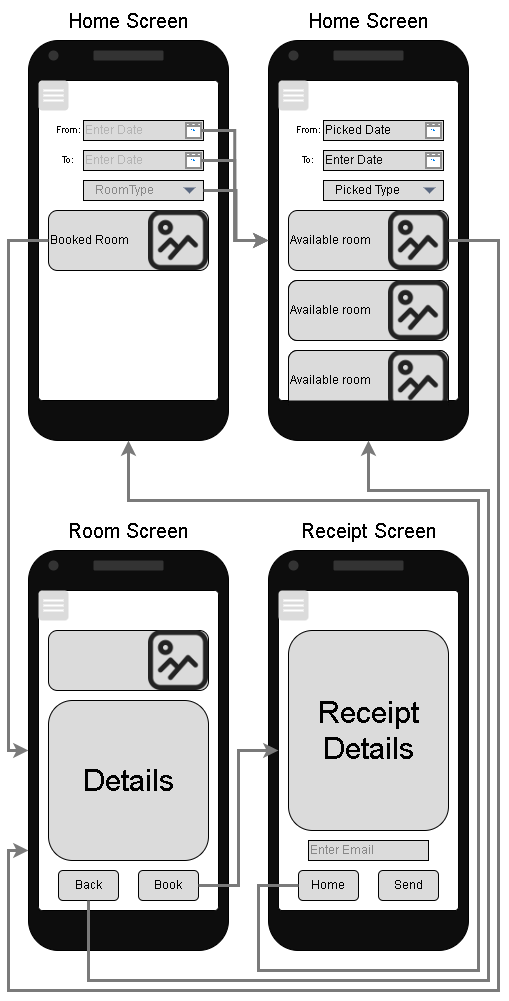 Home Screen
From:
Enter Date
To:
Enter Date
RoomType
Booked Room
Home Screen
From:
Picked Date
To:
Enter Date
Picked Type
Available room
Available room
Available room
Room Screen
Details
Back
Book
Receipt Screen
Receipt
Details
Enter Email
Home
Send